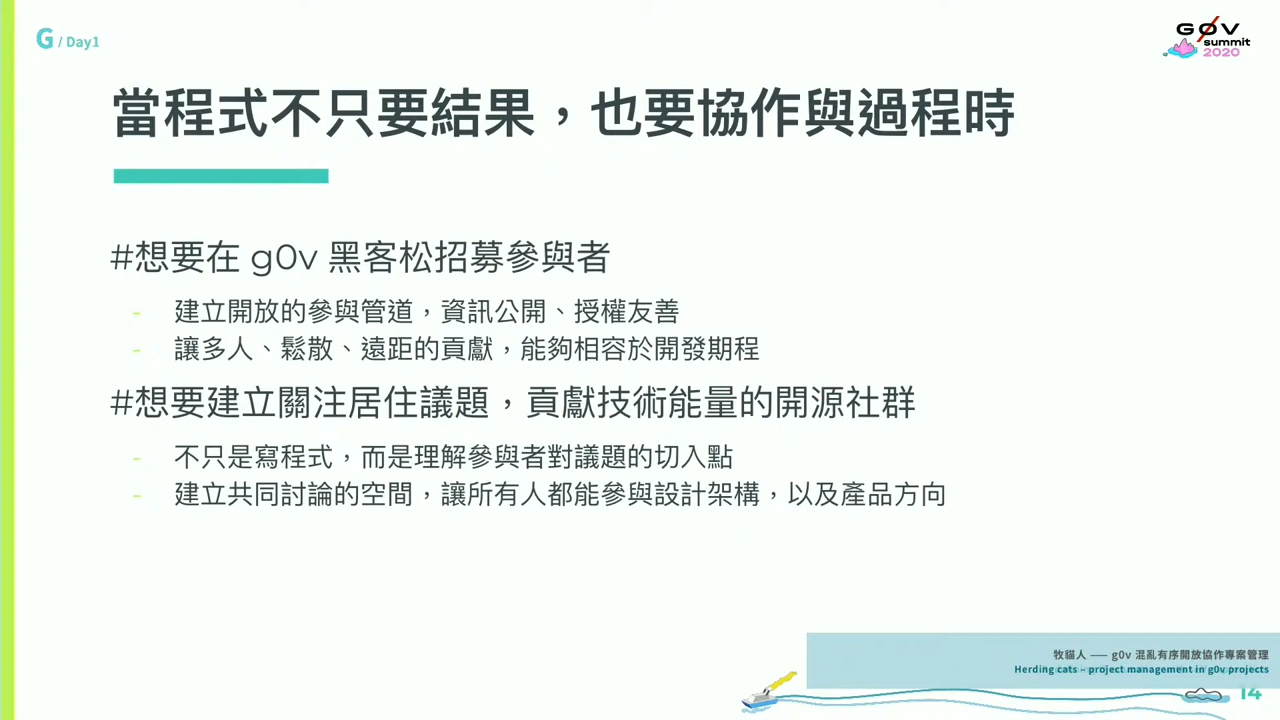 G / Day1
G0V
summit
2020
當程式不只要結果，也要協作與過程時
#想要在 g0v 黑客松招募參與者
- 建立開放的參與管道，資訊公開、授權友善
- 讓多人、鬆散、遠距的貢獻，能夠相容於開發期程
#想要建立關注居住議題，貢獻技術能量的開源社群
- 不只是寫程式，而是理解參與者對議題的切入點
- 建立共同討論的空間，讓所有人都能參與設計架構，以及產品方向
牧貓人 —— g0v 混亂有序開放協作專案管理
Herding cats - project management in g0v projects
14